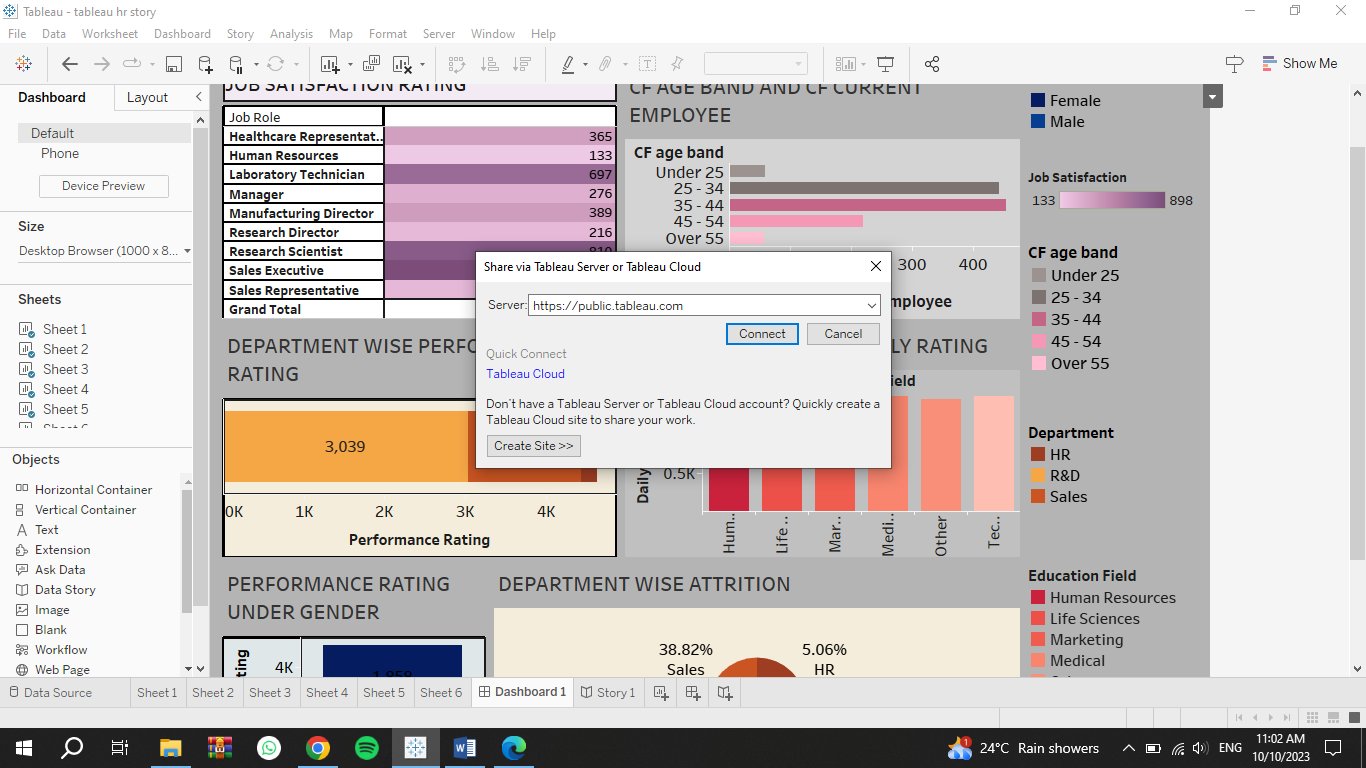 Tableau - tableau hr story
File Data Worksheet Dashboard Story Analysis Map Format Server Window Help
Show Me
Dashboard
Layout
Default
Phone
Device Preview
Size
Desktop Browser (1000 x 8...
Sheets
Sheet 1
Sheet 2
Sheet 3
Sheet 4
Sheet 5
Objects
Horizontal Container
Vertical Container
Text
Extension
Ask Data
Data Story
Image
Blank
Workflow
Web Page
JOB SATISFACTION RATING
Job Role
Healthcare Representat.. 365
Human Resources 133
Laboratory Technician 697
Manager 276
Manufacturing Director 389
Research Director 216
Research Scientist 810
Sales Executive
Sales Representative
Grand Total
CF AGE BAND AND CF CURRENT
EMPLOYEE
CF age band
Under 25
25 - 34
35 - 44
45 - 54
Over 55
300 400
mployee
Share via Tableau Server or Tableau Cloud
Server: https://public.tableau.com
Connect Cancel
Quick Connect
Tableau Cloud
Don't have a Tableau Server or Tableau Cloud account? Quickly create a
Tableau Cloud site to share your work.
Create Site >>
DEPARTMENT WISE PERFO
RATING
3,039
0K 1K 2K 3K 4K
Performance Rating
LY RATING
ield
Daily
0.5K
Hum..
Life ..
Mar..
Medi..
Other
Tec..
PERFORMANCE RATING
UNDER GENDER
ting
4K
1,858
DEPARTMENT WISE ATTRITION
38.82%
Sales
5.06%
HR
Female
Male
Job Satisfaction
133 898
CF age band
Under 25
25 - 34
35 - 44
45 - 54
Over 55
Department
HR
R&D
Sales
Education Field
Human Resources
Life Sciences
Marketing
Medical
Data Source Sheet 1 Sheet 2 Sheet 3 Sheet 4 Sheet 5 Sheet 6 Dashboard 1 Story 1
1
24°C Rain showers
ENG
11:02 AM
10/10/2023